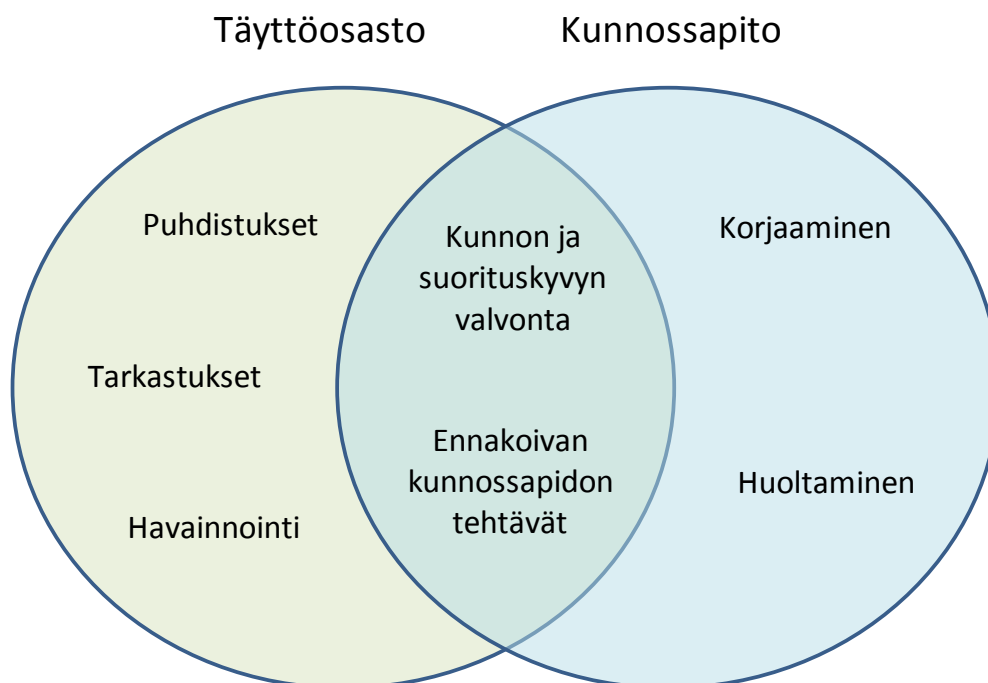 Täyttöosasto
Kunnossapito
Puhdistukset
Tarkastukset
Havainnointi
Kunnon ja
suorituskyvyn
valvonta
Ennakoivan
kunnossapidon
tehtävät
Korjaaminen
Huoltaminen